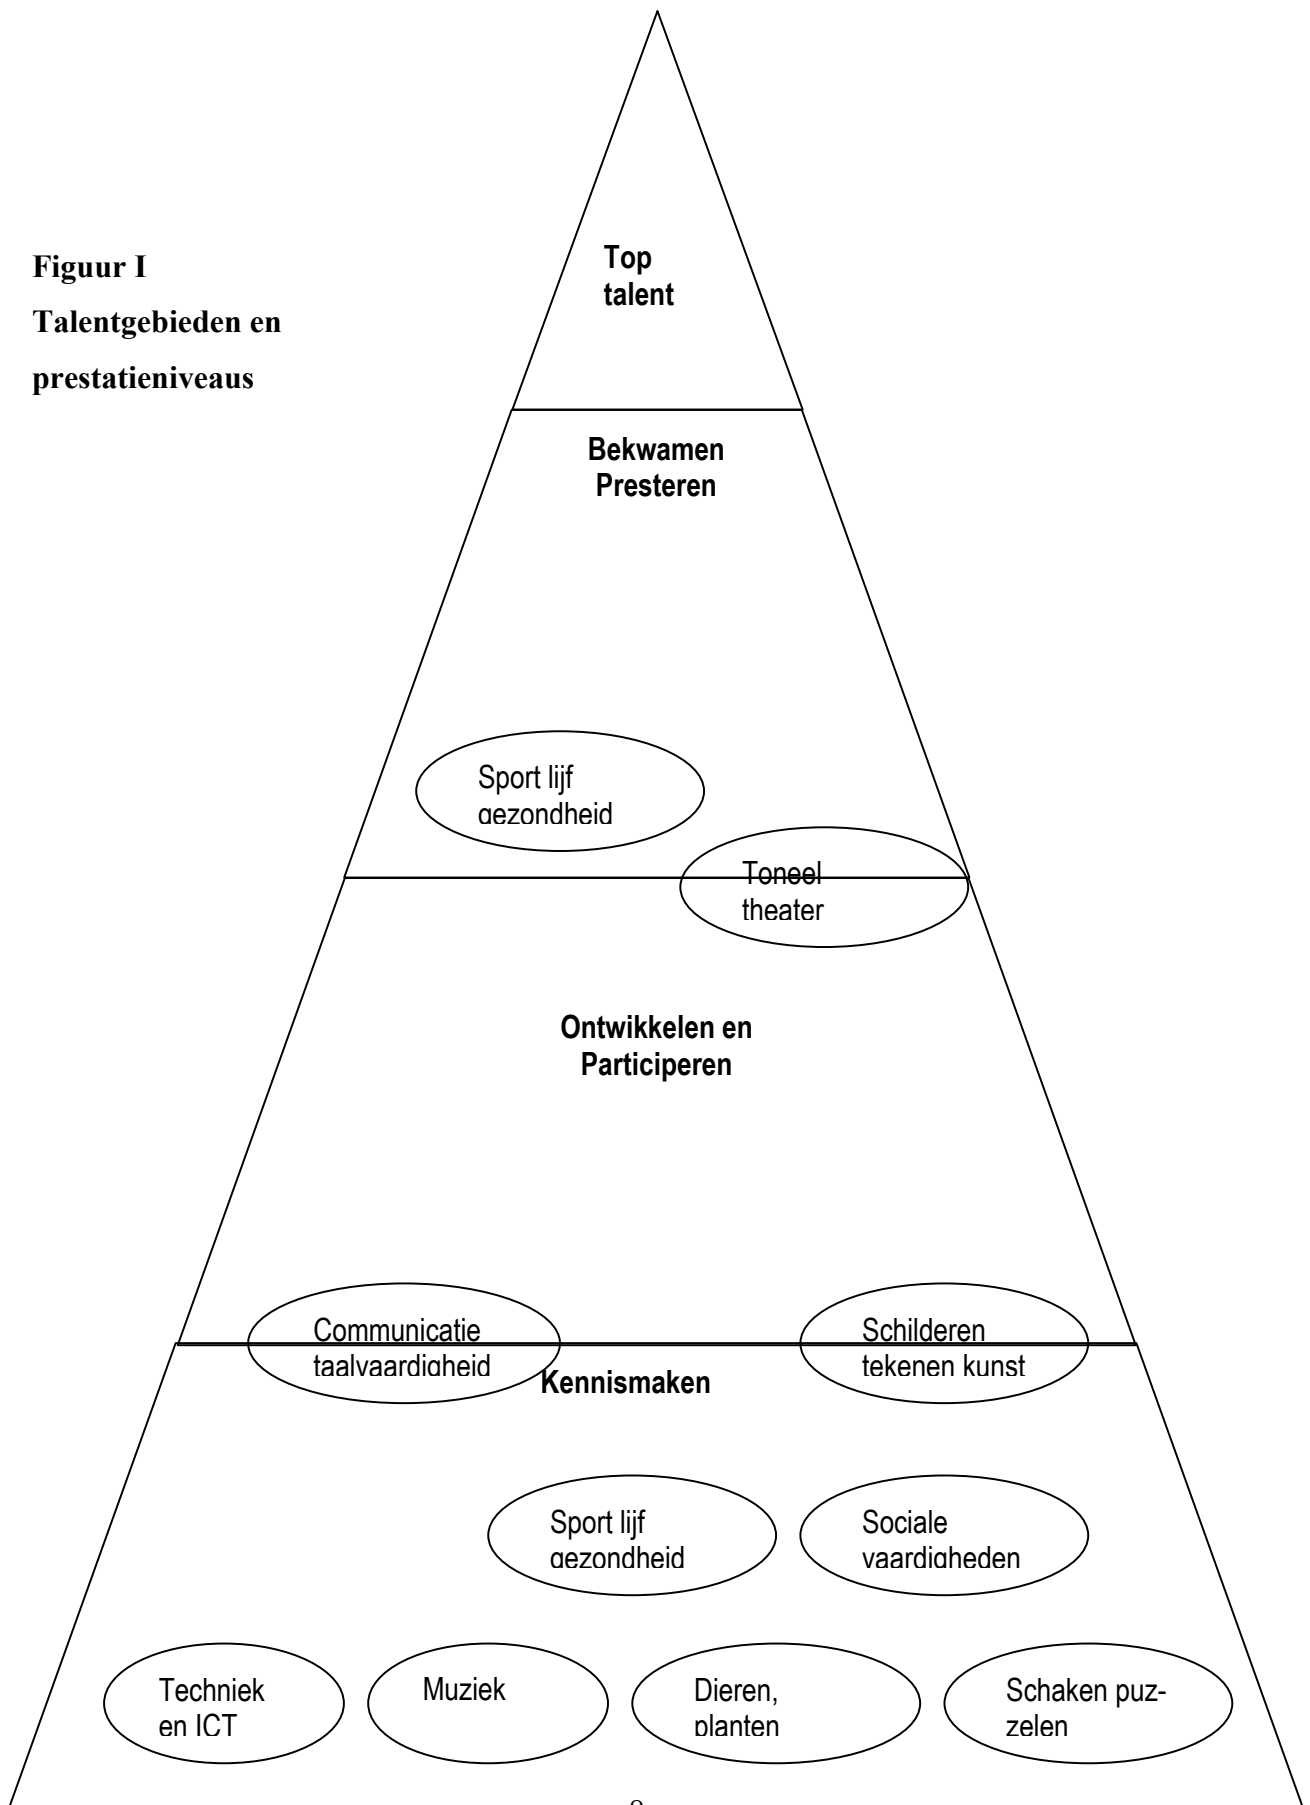 Figuur I
Talentgebieden en
prestatieniveaus
Top
talent
Bekwamen
Presteren
Sport lijf
gezondheid
Toneel
theater
Ontwikkelen en
Participeren
Communicatie
taalvaardigheid
Schilderen
tekenen kunst
Kennismaken
Sport lijf
gezondheid
Sociale
vaardigheden
Techniek
en ICT
Muziek
Dieren,
planten
Schaken puz-
zelen